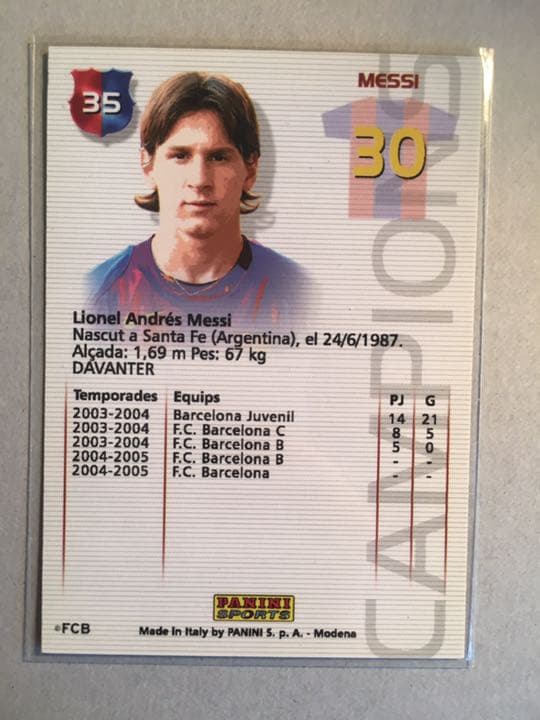 35
MESSI
30
CAMPIONS
Lionel Andrés Messi
Nascut a Santa Fe (Argentina), el 24/6/1987.
Alçada: 1,69 m Pes: 67 kg
DAVANTER
Temporades Equips PJ G
2003-2004 Barcelona Juvenil 14 21
2003-2004 F.C. Barcelona C 8 5
2003-2004 F.C. Barcelona B 5 0
2004-2005 F.C. Barcelona B - -
2004-2005 F.C. Barcelona - -
PANINI
SPORTS
©FCB Made in Italy by PANINI S. p. A. - Modena